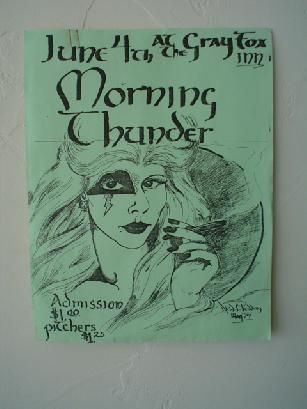 June 4th At the Gray Fox
inn
Morning
Thunder
Admission
$1.00
pitchers
$1.25